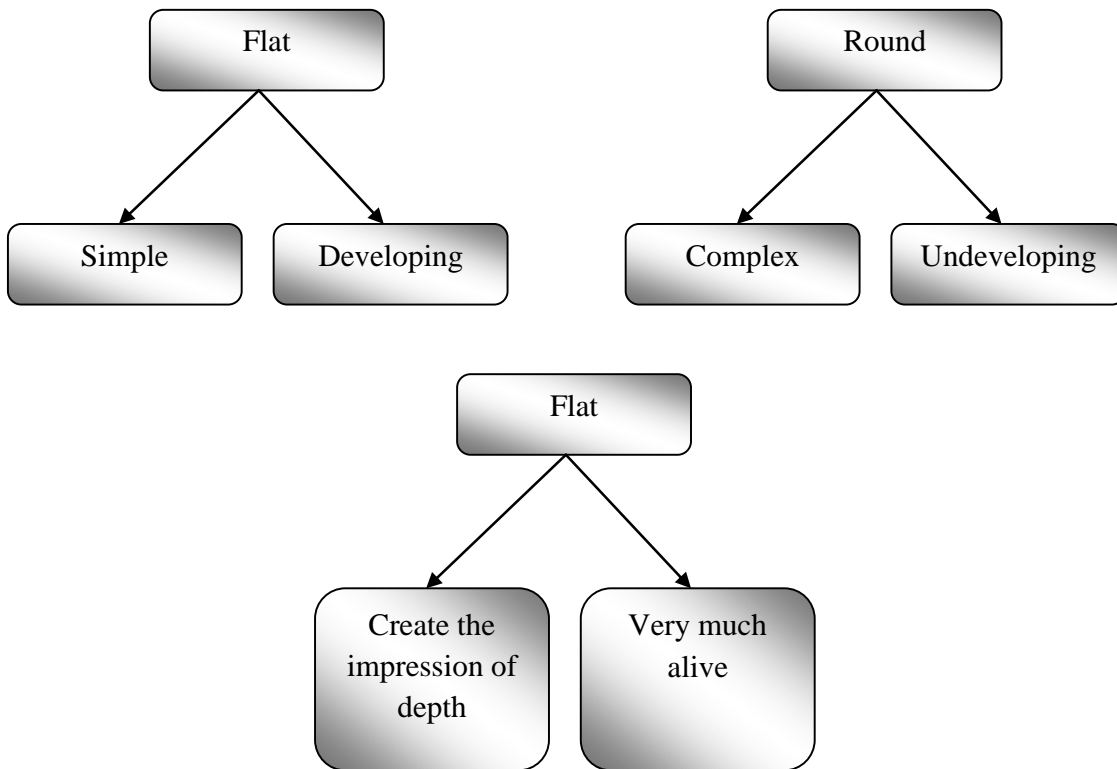 Flat
Round
Simple
Developing
Complex
Undeveloping
Flat
Create the
impression of
depth
Very much
alive